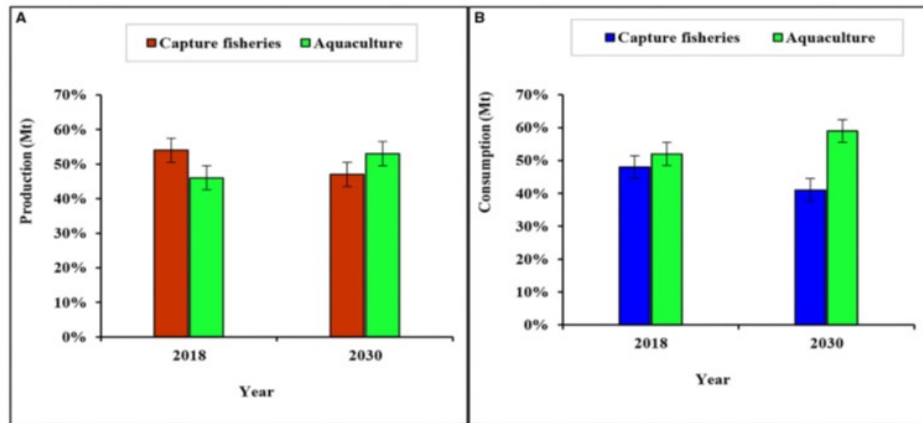 A
Capture fisheries Aquaculture
Production (Mt)
70%
60%
50%
40%
30%
20%
10%
0%
2018 2030
Year
B
Capture fisheries Aquaculture
Consumption (Mt)
70%
60%
50%
40%
30%
20%
10%
0%
2018 2030
Year